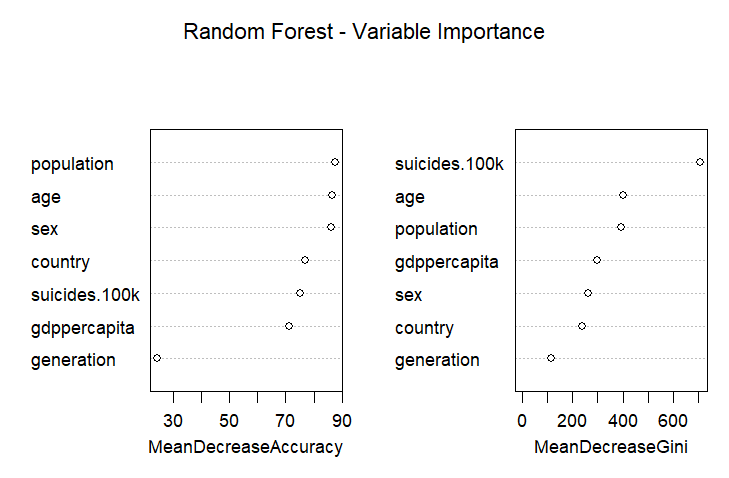 Random Forest - Variable Importance
population
age
sex
country
suicides.100k
gdppercapita
generation
30 50 70 90
MeanDecreaseAccuracy
suicides.100k
age
population
gdppercapita
sex
country
generation
0 200 400 600
MeanDecreaseGini